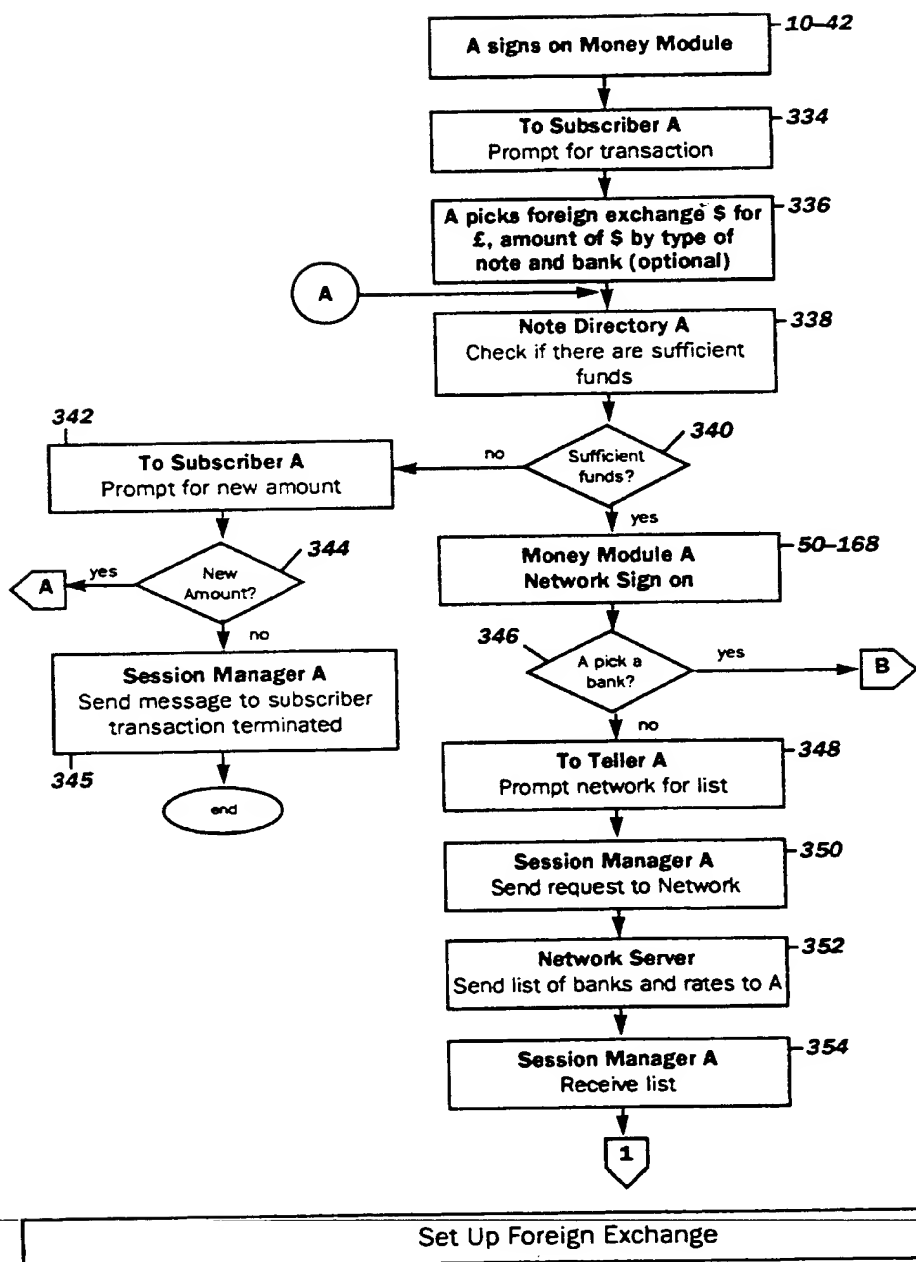 10-42
A signs on Money Module
334
To Subscriber A
Prompt for transaction
336
A picks foreign exchange $ for
£, amount of $ by type of
note and bank (optional)
A
338
Note Directory A
Check if there are sufficient
funds
340
Sufficient
funds?
no
yes
342
To Subscriber A
Prompt for new amount
344
New
Amount?
yes
A
no
Session Manager A
Send message to subscriber
transaction terminated
345
end
50-168
Money Module A
Network Sign on
346
A pick a
bank?
yes
B
no
348
To Teller A
Prompt network for list
350
Session Manager A
Send request to Network
352
Network Server
Send list of banks and rates to A
354
Session Manager A
Receive list
1
Set Up Foreign Exchange